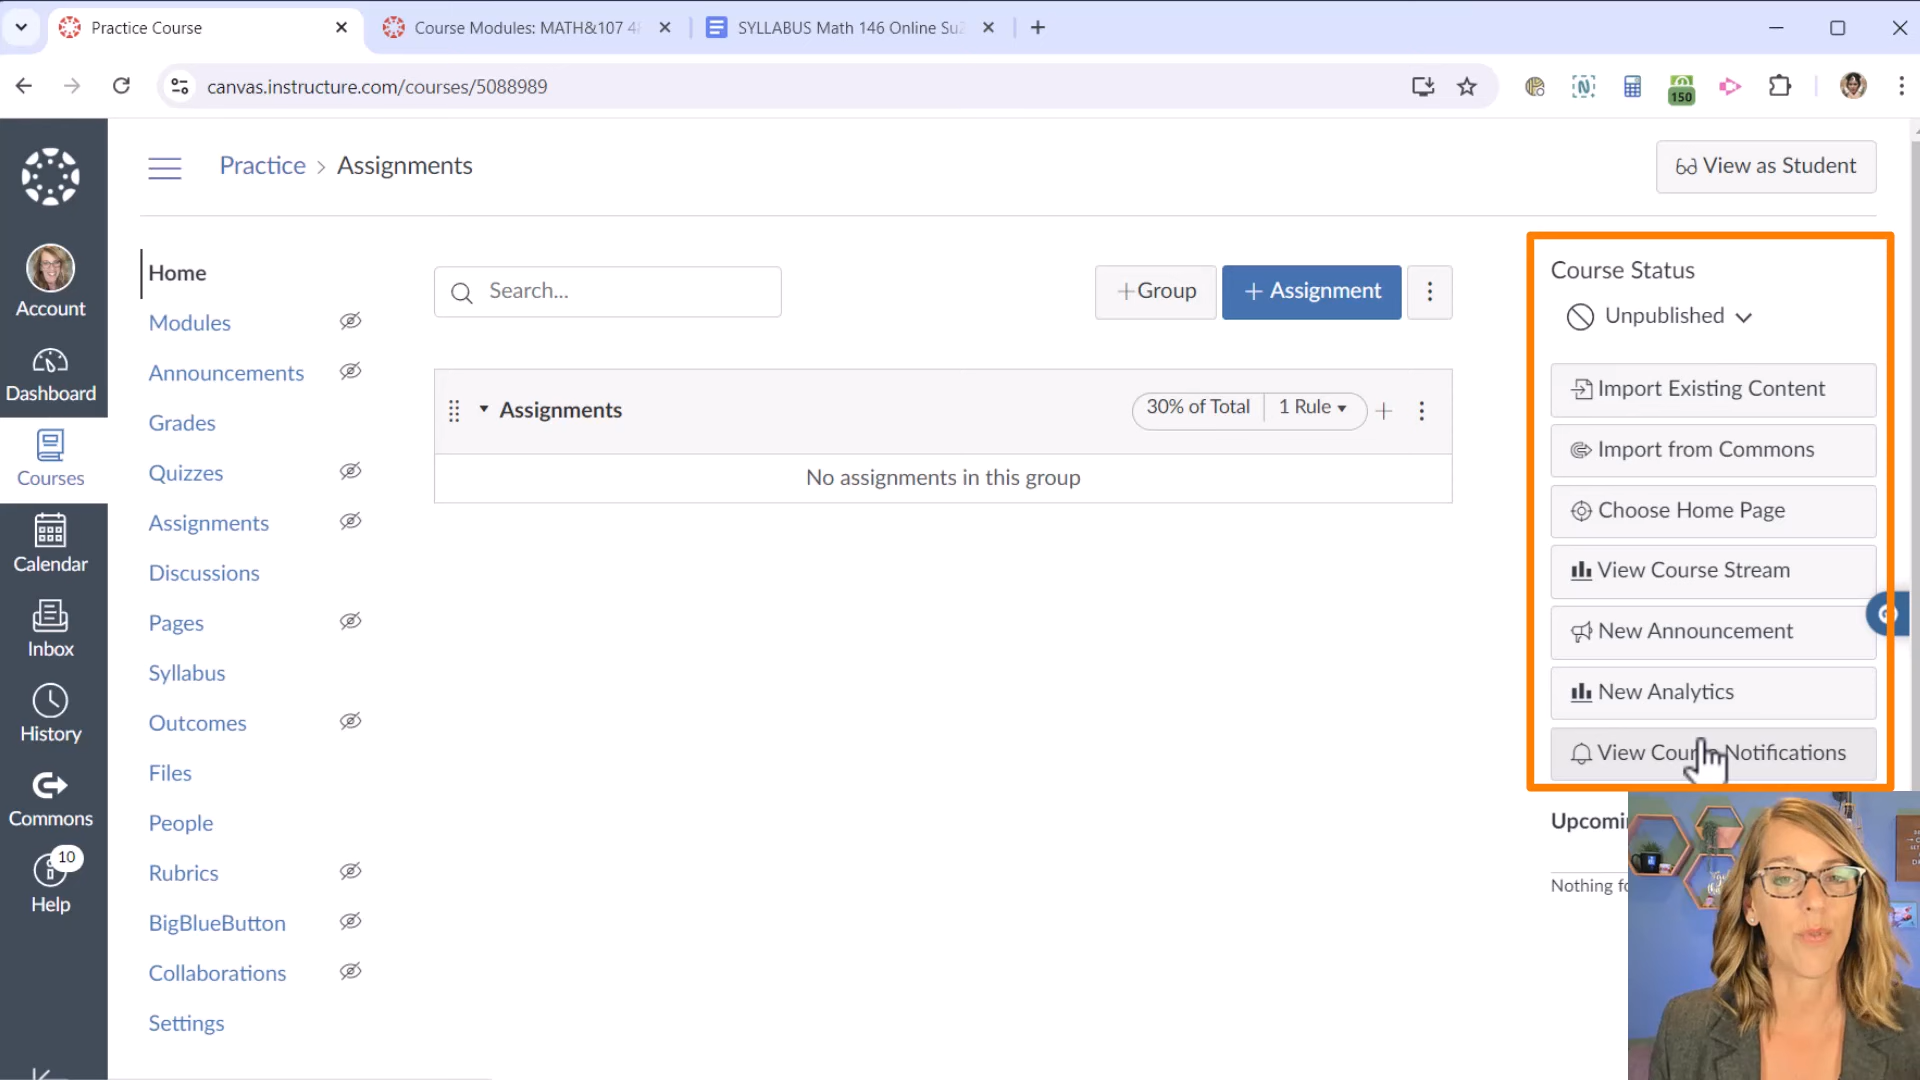 Practice Course
Course Modules: MATH&107
SYLLABUS Math 146 Online
canvas.instructure.com/courses/5088989
150
Practice > Assignments
View as Student
Account
Dashboard
Courses
Calendar
Inbox
History
Commons
10
Help
Home
Modules
Announcements
Grades
Quizzes
Assignments
Discussions
Pages
Syllabus
Outcomes
Files
People
Rubrics
BigBlueButton
Collaborations
Settings
Search...
+Group
+ Assignment
Assignments
30% of Total
1 Rule
No assignments in this group
Course Status
Unpublished
Import Existing Content
Import from Commons
Choose Home Page
View Course Stream
New Announcement
New Analytics
View Course Notifications
Nothing